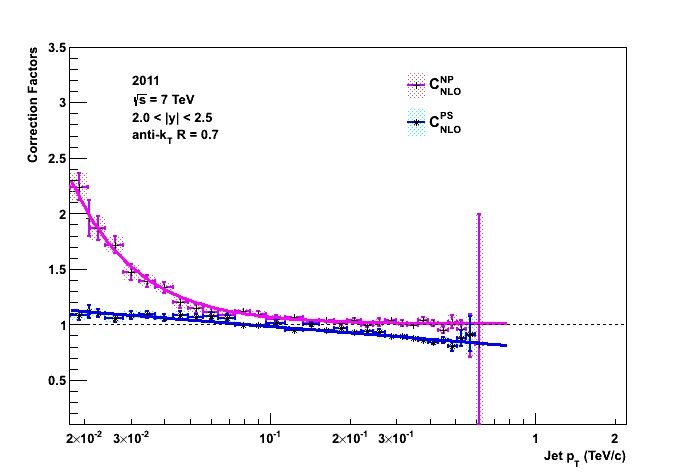 Correction Factors
3.5
3
2.5
2
1.5
1
0.5
2011
√s = 7 TeV
2.0 < |y| < 2.5
anti-k_T R = 0.7
C^NP_NLO
C^PS_NLO
2×10⁻² 3×10⁻² 10⁻¹ 2×10⁻¹ 3×10⁻¹ 1 2
Jet p_T (TeV/c)